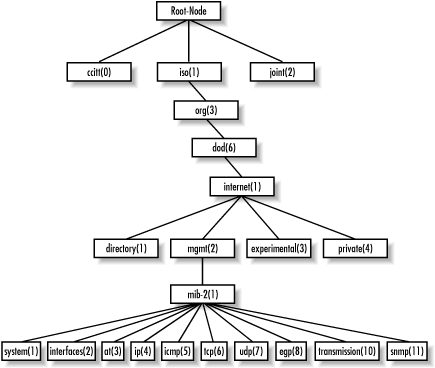 Root-Node
ccitt(0) iso(1) joint(2)
org(3)
dod(6)
internet(1)
directory(1) mgmt(2) experimental(3) private(4)
mib-2(1)
system(1) interfaces(2) at(3) ip(4) icmp(5) tcp(6) udp(7) egp(8) transmission(10) snmp(11)